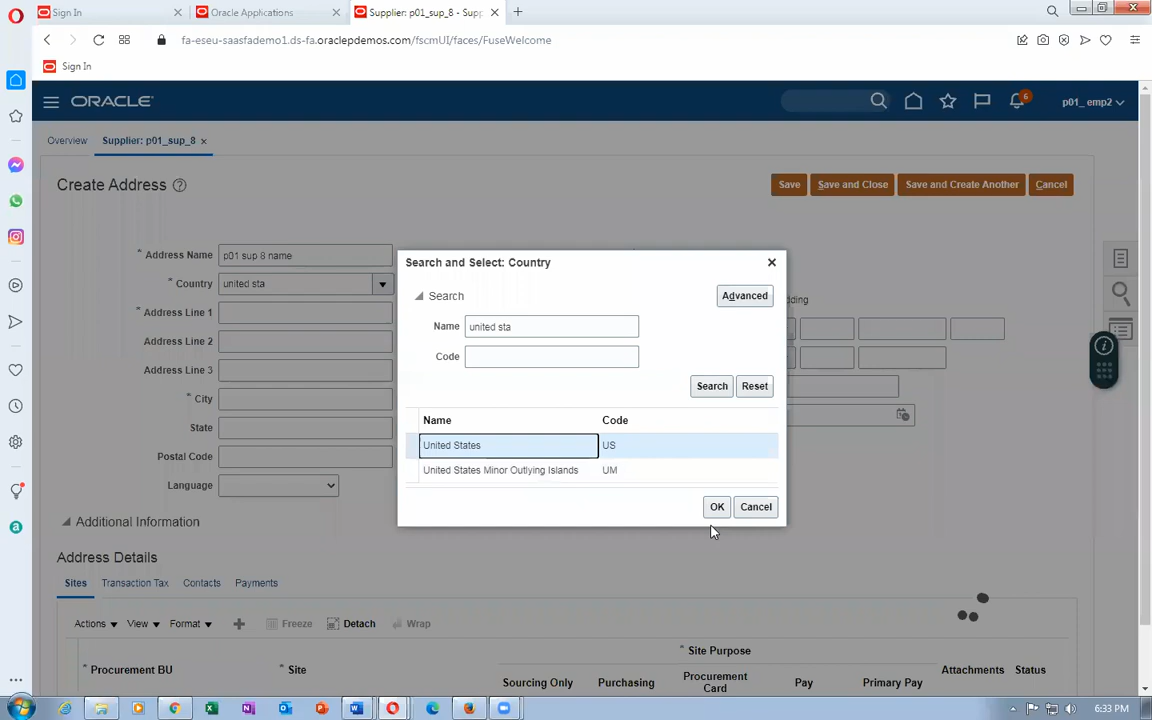 Sign In
Oracle Applications
Supplier: p01_sup_8 - Supp
fa-eseu-saasfademo1.ds-fa.oraclepdemos.com/fscmUI/faces/FuseWelcome
Sign In
ORACLE
6
p01_ emp2
Overview
Supplier: p01_sup_8
Create Address
Save
Save and Close
Save and Create Another
Cancel
* Address Name p01 sup 8 name
* Country united sta
* Address Line 1
Address Line 2
Address Line 3
* City
State
Postal Code
Language
Search and Select: Country
Search
Advanced
Name united sta
Code
Search Reset
Name Code
United States US
United States Minor Outlying Islands UM
OK Cancel
Additional Information
Address Details
Sites Transaction Tax Contacts Payments
Actions View Format Freeze Detach Wrap
* Site Purpose
* Procurement BU * Site Attachments Status
Sourcing Only Purchasing Procurement Card Pay Primary Pay
6:33 PM